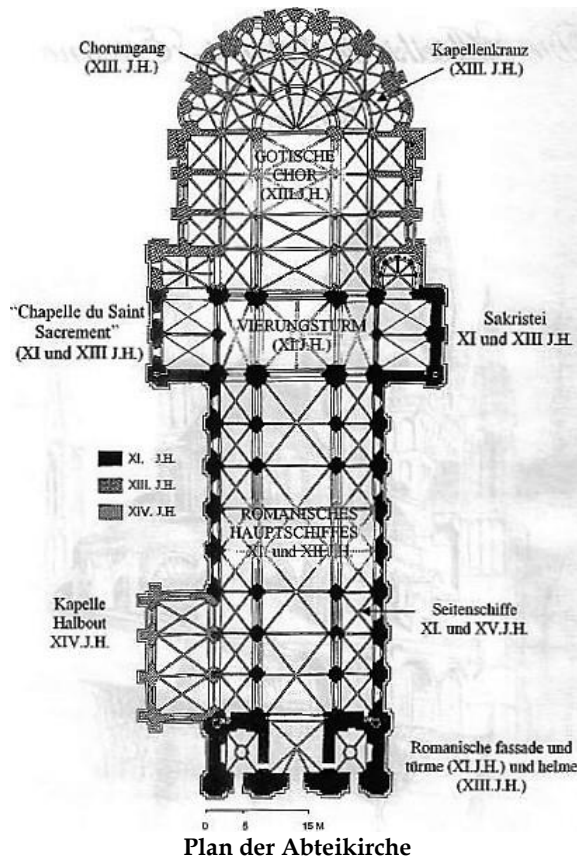 Chorumgang
(XIII. J.H.)
Kapellenkranz
(XIII. J.H.)
GOTISCHE
CHOR
(XIII J.H.)
"Chapelle du Saint
Sacrement"
(XI und XIII J.H.)
VIERUNGSTURM
(XI J.H.)
Sakristei
XI und XIII J.H.
XI. J.H.
XIII. J.H.
XIV. J.H.
ROMANISCHES
HAUPTSCHIFFES
XI. und XII. J.H.
Kapelle
Halbout
XIV. J.H.
Seitenschiffe
XI. und XV. J.H.
Romanische fassade und
türme (XI.J.H.) und helme
(XIII.J.H.)
0 5 15 M
Plan der Abteikirche